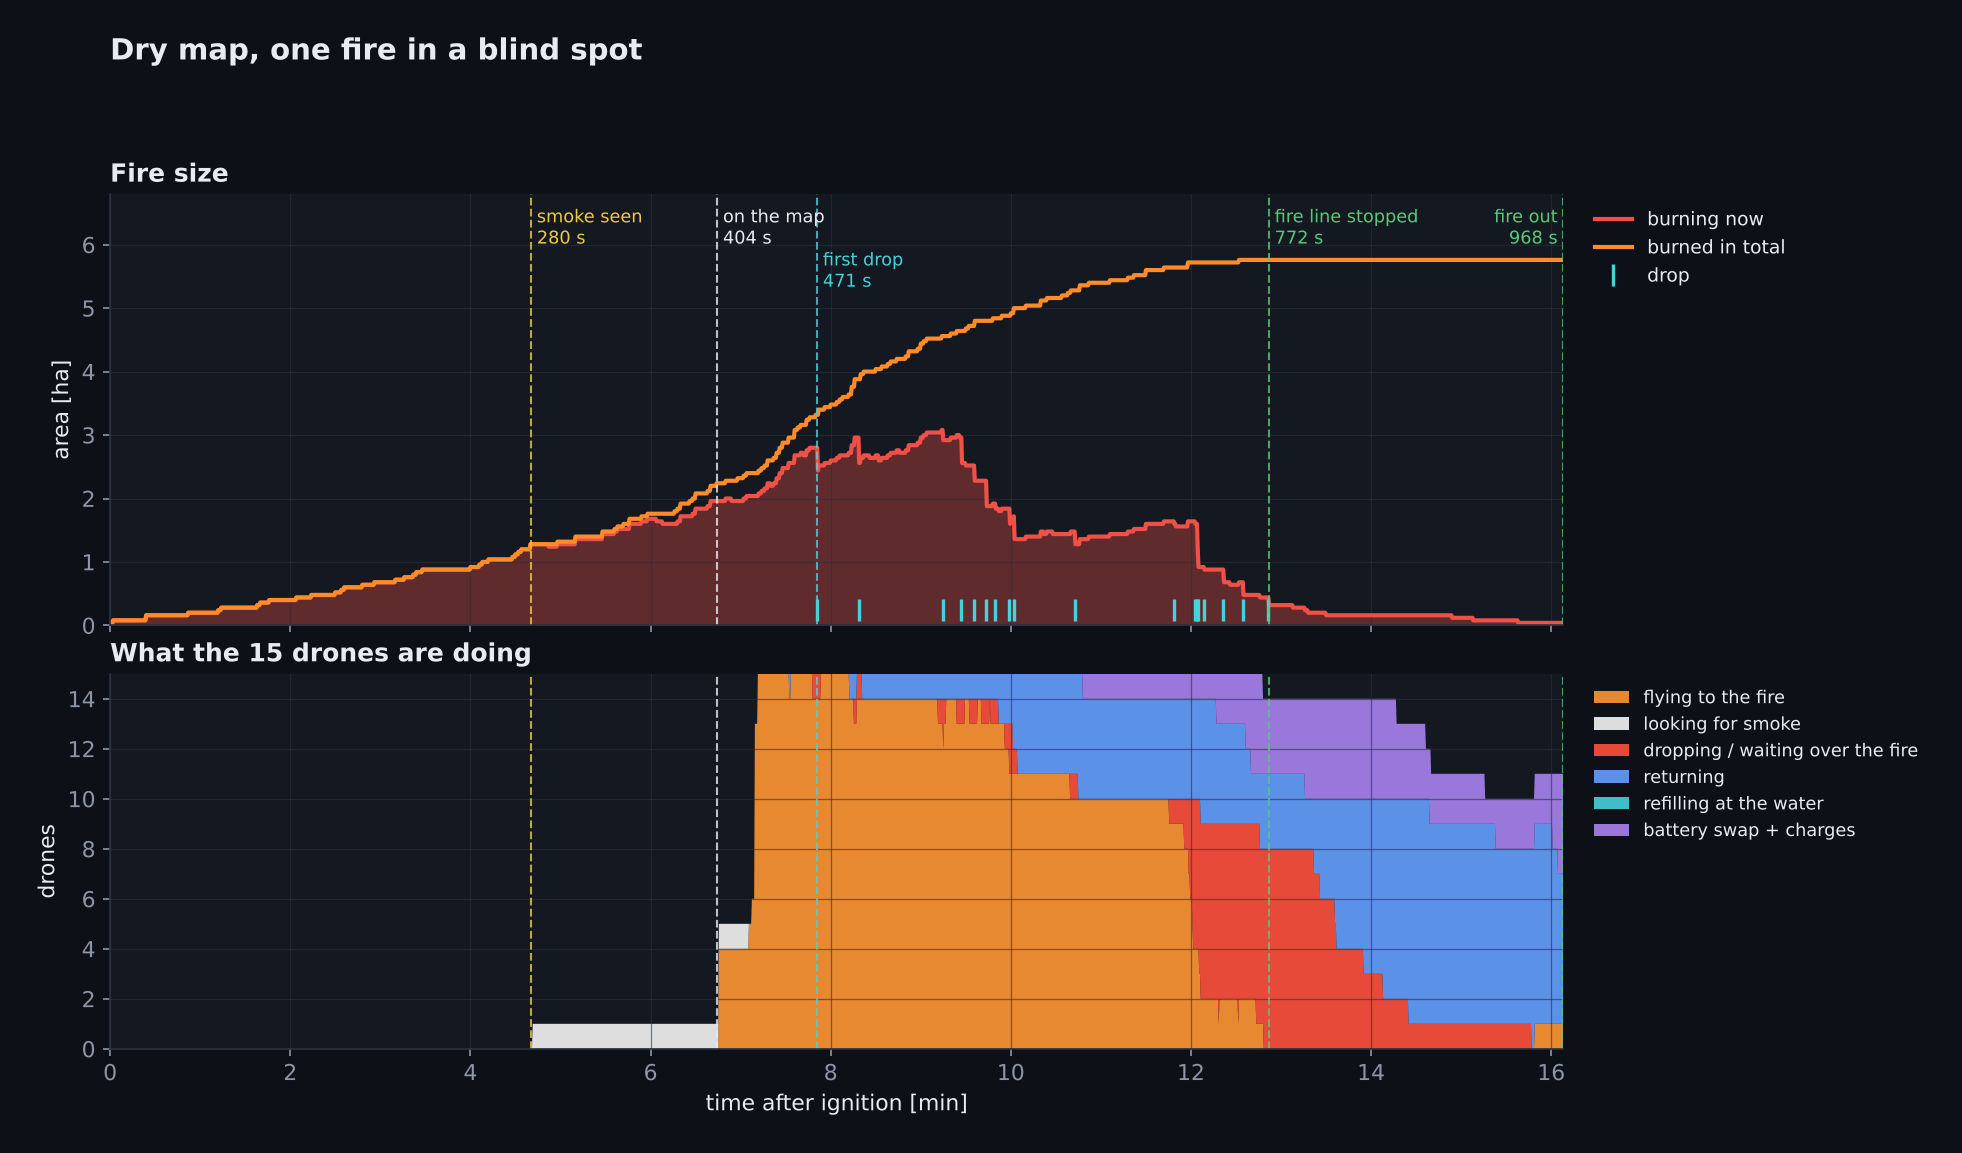 Dry map, one fire in a blind spot
Fire size
smoke seen
280 s
on the map
404 s
first drop
471 s
fire line stopped
772 s
fire out
968 s
burning now
burned in total
drop
area [ha]
6
5
4
3
2
1
0
What the 15 drones are doing
flying to the fire
looking for smoke
dropping / waiting over the fire
returning
refilling at the water
battery swap + charges
drones
14
12
10
8
6
4
2
0
0 2 4 6 8 10 12 14 16
time after ignition [min]